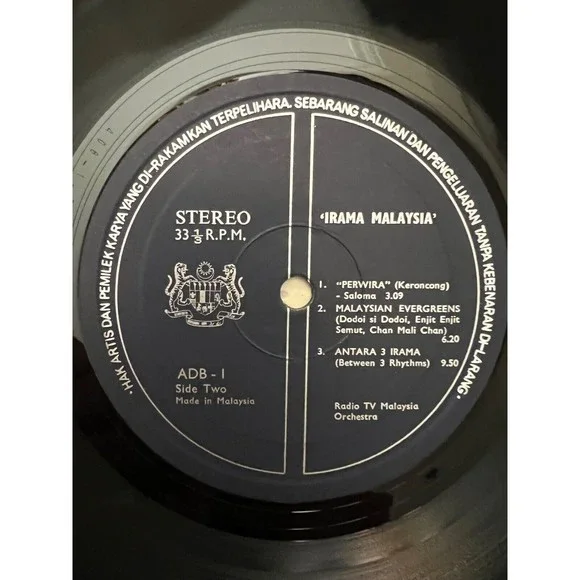 · HAK ARTIS DAN PEMILEK KARYA YANG DI-RAKAMKAN TERPELIHARA. SEBARANG SALINAN DAN PENGELUARAN TANPA KEBENARAN DI-LARANG ·
STEREO
33 1/3 R.P.M.
ADB - 1
Side Two
Made in Malaysia
'IRAMA MALAYSIA'
1. "PERWIRA" (Keroncong)
- Saloma 3.09
2. MALAYSIAN EVERGREENS
(Dodoi si Dodoi, Enjit Enjit
Semut, Chan Mali Chan)
6.20
3. ANTARA 3 IRAMA
(Between 3 Rhythms) 9.50
Radio TV Malaysia
Orchestra